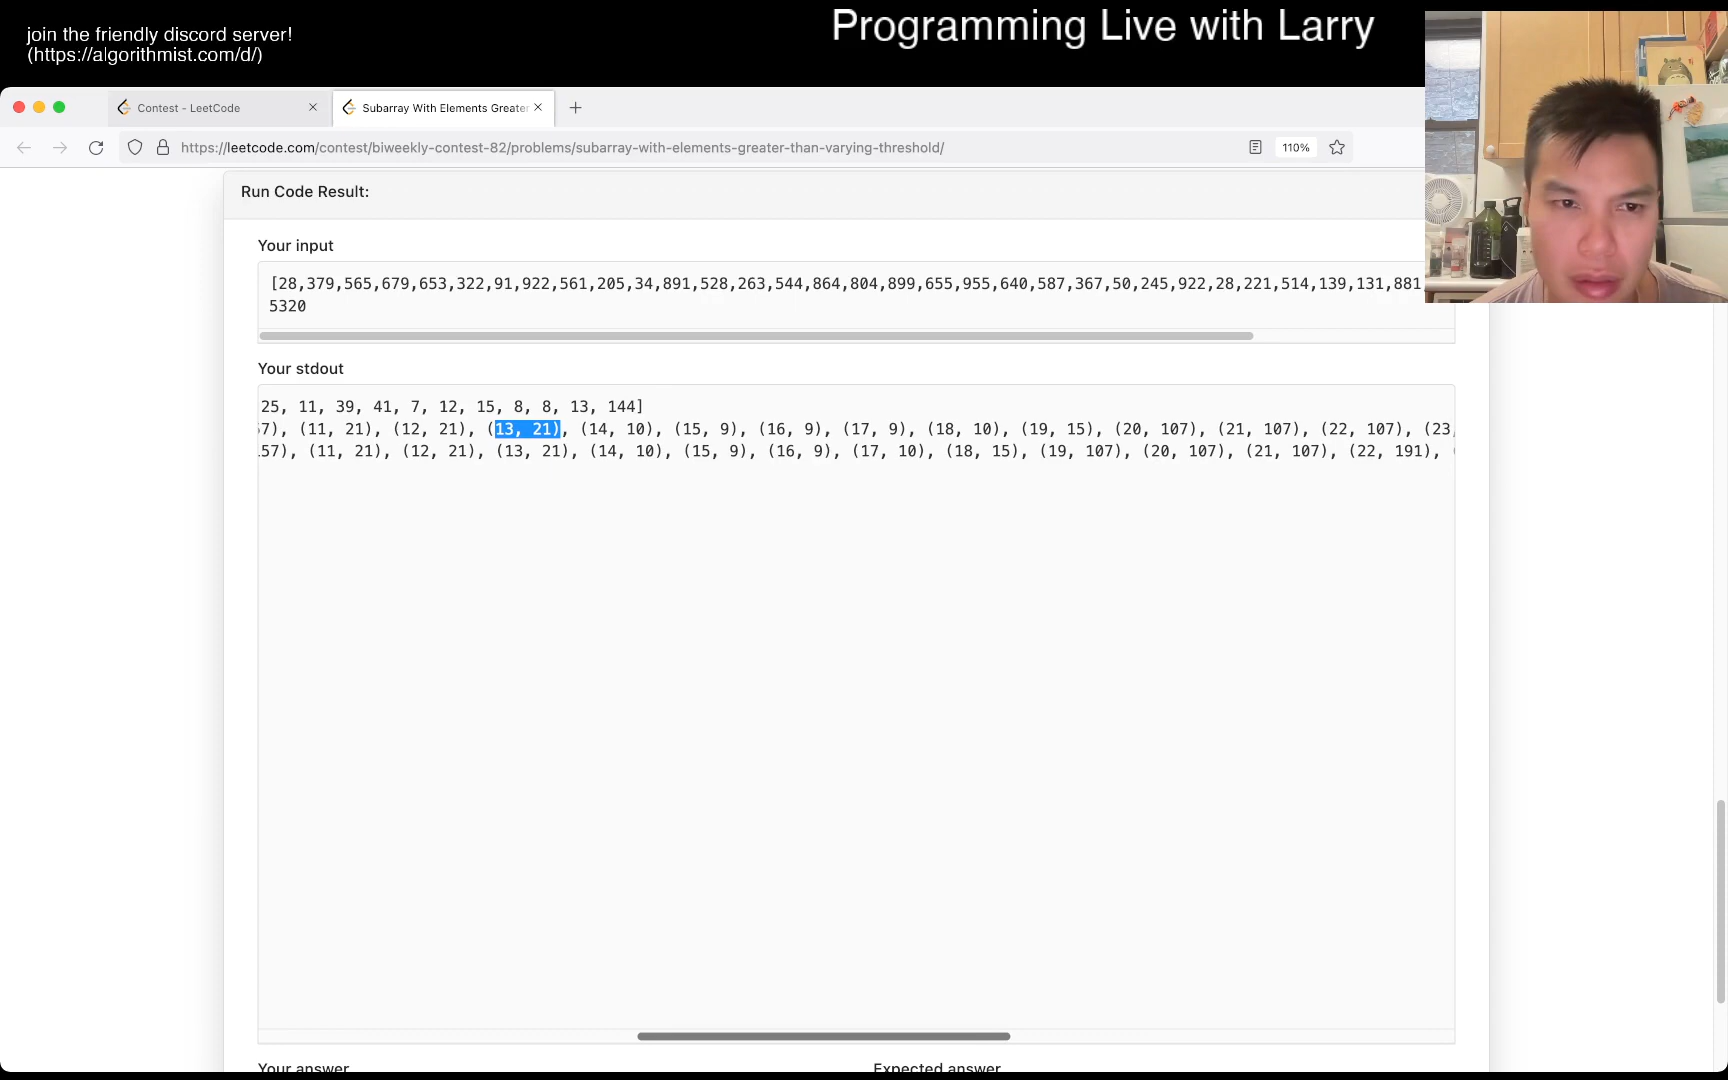 join the friendly discord server!
(https://algorithmist.com/d/)
Programming Live with Larry
Contest - LeetCode
Subarray With Elements Greater
https://leetcode.com/contest/biweekly-contest-82/problems/subarray-with-elements-greater-than-varying-threshold/
110%
Run Code Result:
Your input
[28,379,565,679,653,322,91,922,561,205,34,891,528,263,544,864,804,899,655,955,640,587,367,50,245,922,28,221,514,139,131,881,
5320
Your stdout
25, 11, 39, 41, 7, 12, 15, 8, 8, 13, 144]
57), (11, 21), (12, 21), (13, 21), (14, 10), (15, 9), (16, 9), (17, 9), (18, 10), (19, 15), (20, 107), (21, 107), (22, 107), (23,
157), (11, 21), (12, 21), (13, 21), (14, 10), (15, 9), (16, 9), (17, 10), (18, 15), (19, 107), (20, 107), (21, 107), (22, 191),
Your answer
Expected answer